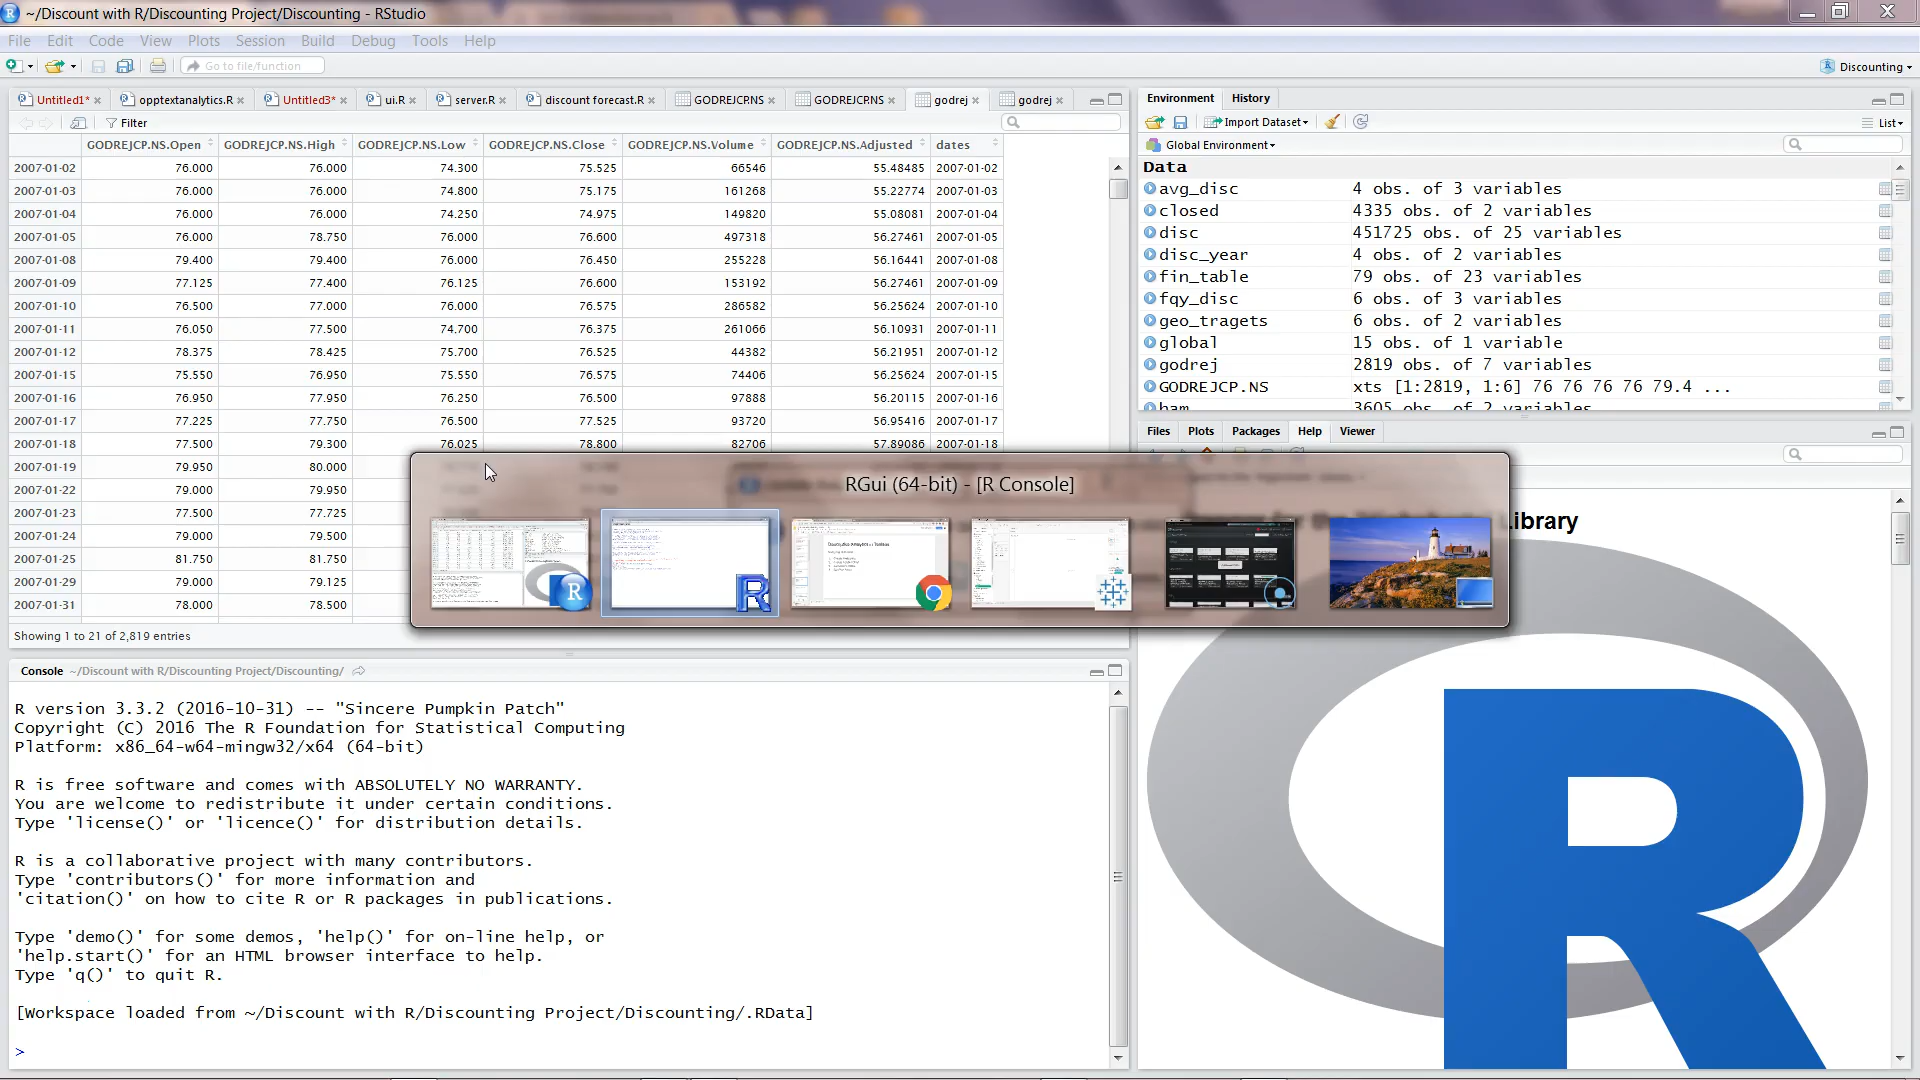 ~/Discount with R/Discounting Project/Discounting - RStudio
File Edit Code View Plots Session Build Debug Tools Help
Go to file/function Discounting
Untitled1* opptextanalytics.R Untitled3* ui.R server.R discount forecast.R GODREJCP.NS GODREJCP.NS godrej godrej
Filter
GODREJCP.NS.Open GODREJCP.NS.High GODREJCP.NS.Low GODREJCP.NS.Close GODREJCP.NS.Volume GODREJCP.NS.Adjusted dates
2007-01-02 76.000 76.000 74.300 75.525 66546 55.48485 2007-01-02
2007-01-03 76.000 76.000 74.800 75.175 161268 55.22774 2007-01-03
2007-01-04 76.000 76.000 74.250 74.975 149820 55.08081 2007-01-04
2007-01-05 76.000 78.750 76.000 76.600 497318 56.27461 2007-01-05
2007-01-08 79.400 79.400 76.000 76.450 255228 56.16441 2007-01-08
2007-01-09 77.125 77.400 76.125 76.600 153192 56.27461 2007-01-09
2007-01-10 76.500 77.000 76.000 76.575 286582 56.25624 2007-01-10
2007-01-11 76.050 77.500 74.700 76.375 261066 56.10931 2007-01-11
2007-01-12 78.375 78.425 75.700 76.525 44382 56.21951 2007-01-12
2007-01-15 75.550 76.950 75.550 76.575 74406 56.25624 2007-01-15
2007-01-16 76.950 77.950 76.250 76.500 97888 56.20115 2007-01-16
2007-01-17 77.225 77.750 76.500 77.525 93720 56.95416 2007-01-17
2007-01-18 77.500 79.300 76.025 78.800 82706 57.89086 2007-01-18
2007-01-19 79.950 80.000
2007-01-22 79.000 79.950
2007-01-23 77.500 77.725
2007-01-24 79.000 79.500
2007-01-25 81.750 81.750
2007-01-29 79.000 79.125
2007-01-31 78.000 78.500
Showing 1 to 21 of 2,819 entries
RGui (64-bit) - [R Console]
Console ~/Discount with R/Discounting Project/Discounting/
R version 3.3.2 (2016-10-31) -- "Sincere Pumpkin Patch"
Copyright (C) 2016 The R Foundation for Statistical Computing
Platform: x86_64-w64-mingw32/x64 (64-bit)
R is free software and comes with ABSOLUTELY NO WARRANTY.
You are welcome to redistribute it under certain conditions.
Type 'license()' or 'licence()' for distribution details.
R is a collaborative project with many contributors.
Type 'contributors()' for more information and
'citation()' on how to cite R or R packages in publications.
Type 'demo()' for some demos, 'help()' for on-line help, or
'help.start()' for an HTML browser interface to help.
Type 'q()' to quit R.
[Workspace loaded from ~/Discount with R/Discounting Project/Discounting/.RData]
>
Environment History
Import Dataset List
Global Environment
Data
avg_disc 4 obs. of 3 variables
closed 4335 obs. of 2 variables
disc 451725 obs. of 25 variables
disc_year 4 obs. of 2 variables
fin_table 79 obs. of 23 variables
fqy_disc 6 obs. of 3 variables
geo_tragets 6 obs. of 2 variables
global 15 obs. of 1 variable
godrej 2819 obs. of 7 variables
GODREJCP.NS xts [1:2819, 1:6] 76 76 76 76 79.4 ...
ham 3605 obs. of 2 variables
Files Plots Packages Help Viewer
Library
R